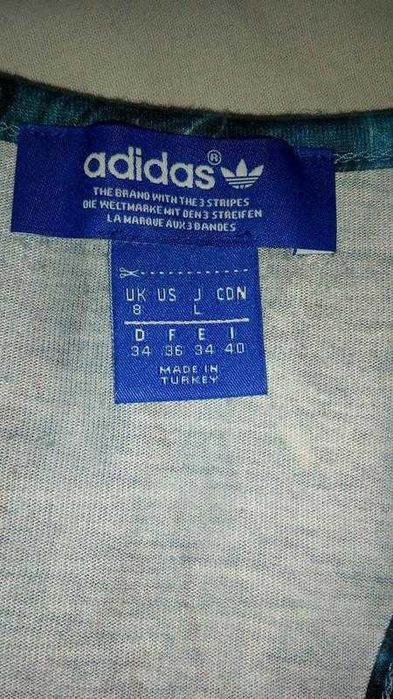 adidas®
THE BRAND WITH THE 3 STRIPES
DIE WELTMARKE MIT DEN 3 STREIFEN
LA MARQUE AUX 3 BANDES
UK US J CDN
8 L
D F E I
34 36 34 40
MADE IN
TURKEY